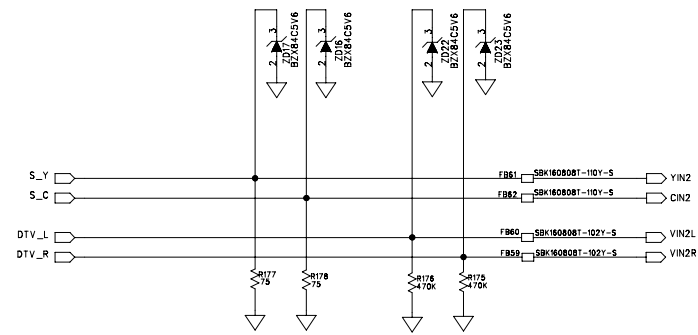 3
2
ZD17
BZX84C5V6
3
2
ZD16
BZX84C5V6
3
2
ZD22
BZX84C5V6
3
2
ZD23
BZX84C5V6
S_Y
FB61
SBK160808T-110Y-S
YIN2
S_C
FB62
SBK160808T-110Y-S
CIN2
DTV_L
FB60
SBK160808T-102Y-S
VIN2L
DTV_R
FB59
SBK160808T-102Y-S
VIN2R
R177
75
R178
75
R176
470K
R175
470K